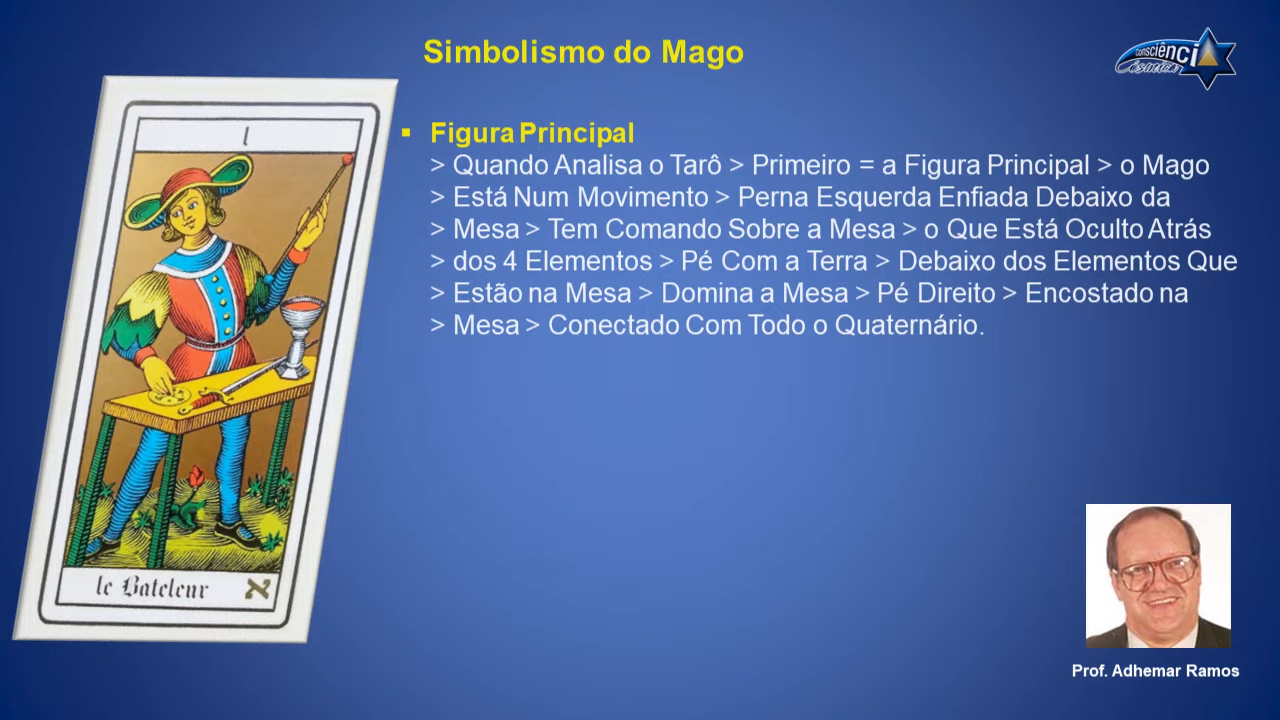 Simbolismo do Mago
consciênci
Cósmica
I
▪ Figura Principal
> Quando Analisa o Tarô > Primeiro = a Figura Principal > o Mago
> Está Num Movimento > Perna Esquerda Enfiada Debaixo da
> Mesa > Tem Comando Sobre a Mesa > o Que Está Oculto Atrás
> dos 4 Elementos > Pé Com a Terra > Debaixo dos Elementos Que
> Estão na Mesa > Domina a Mesa > Pé Direito > Encostado na
> Mesa > Conectado Com Todo o Quaternário.
le Bateleur א
Prof. Adhemar Ramos